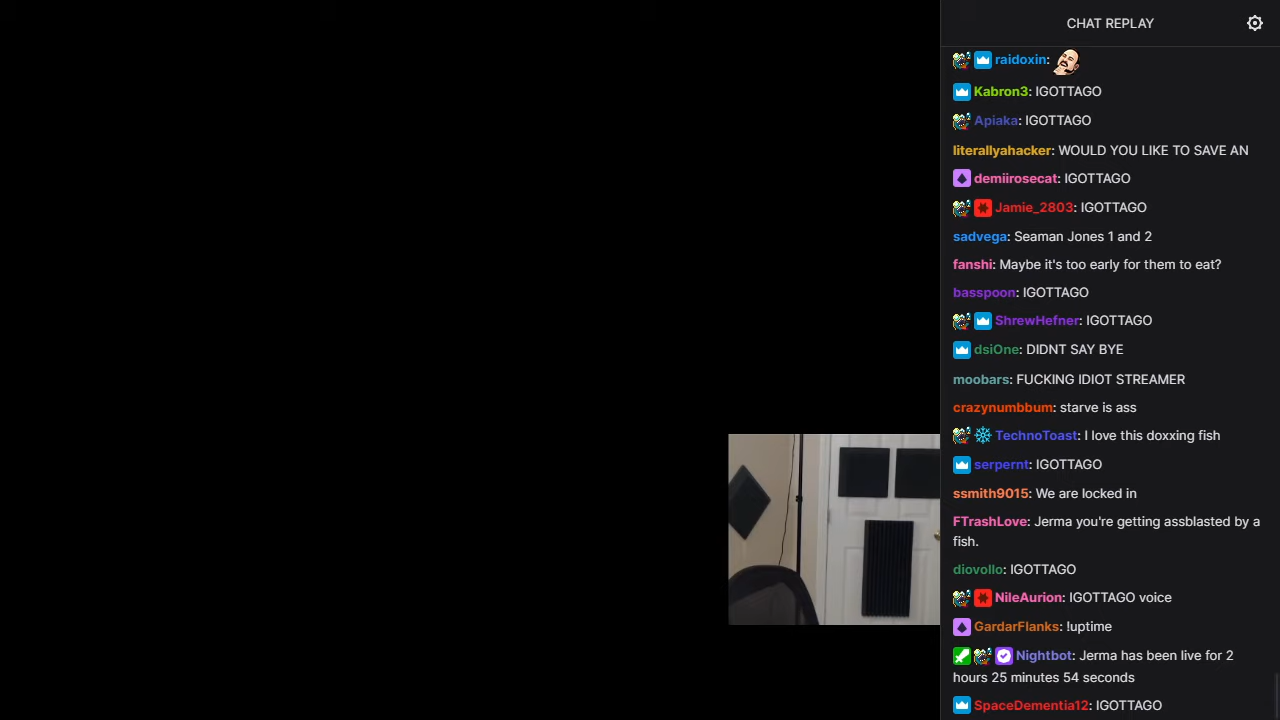 CHAT REPLAY
raidoxin:
Kabron3: IGOTTAGO
Apiaka: IGOTTAGO
literallyahacker: WOULD YOU LIKE TO SAVE AN
demiirosecat: IGOTTAGO
Jamie_2803: IGOTTAGO
sadvega: Seaman Jones 1 and 2
fanshi: Maybe it's too early for them to eat?
basspoon: IGOTTAGO
ShrewHefner: IGOTTAGO
dsiOne: DIDNT SAY BYE
moobars: FUCKING IDIOT STREAMER
crazynumbbum: starve is ass
TechnoToast: I love this doxxing fish
serpernt: IGOTTAGO
ssmith9015: We are locked in
FTrashLove: Jerma you're getting assblasted by a
fish.
diovollo: IGOTTAGO
NileAurion: IGOTTAGO voice
GardarFlanks: !uptime
Nightbot: Jerma has been live for 2
hours 25 minutes 54 seconds
SpaceDementia12: IGOTTAGO